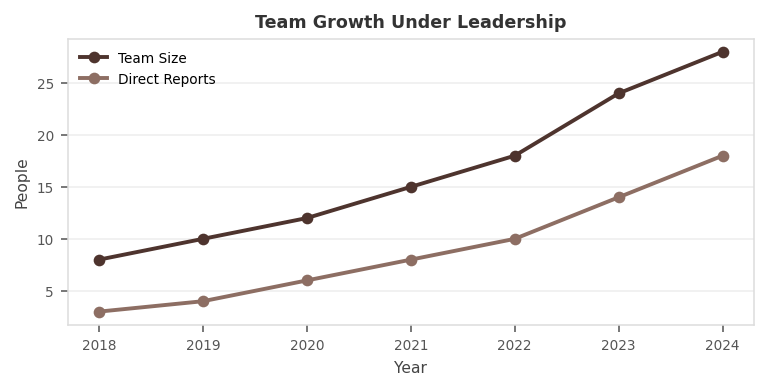 Team Growth Under Leadership
Team Size
Direct Reports
People
25
20
15
10
5
2018 2019 2020 2021 2022 2023 2024
Year